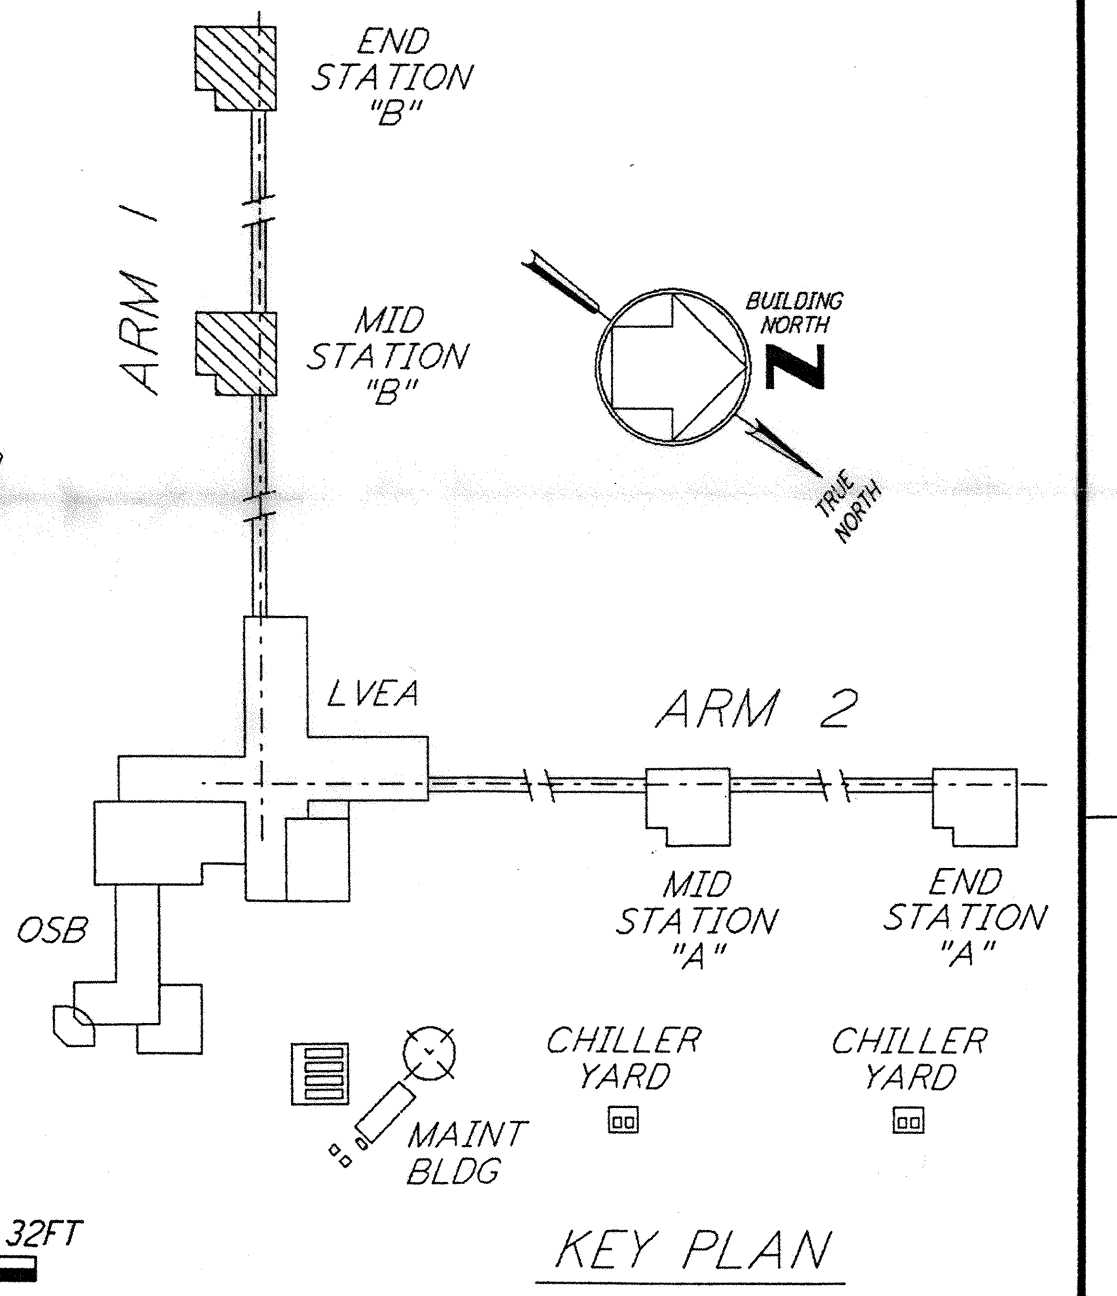 END
STATION
"B"
ARM 1
MID
STATION
"B"
BUILDING
NORTH
N
TRUE
NORTH
LVEA
ARM 2
MID
STATION
"A"
END
STATION
"A"
OSB
CHILLER
YARD
CHILLER
YARD
MAINT
BLDG
32FT
KEY PLAN